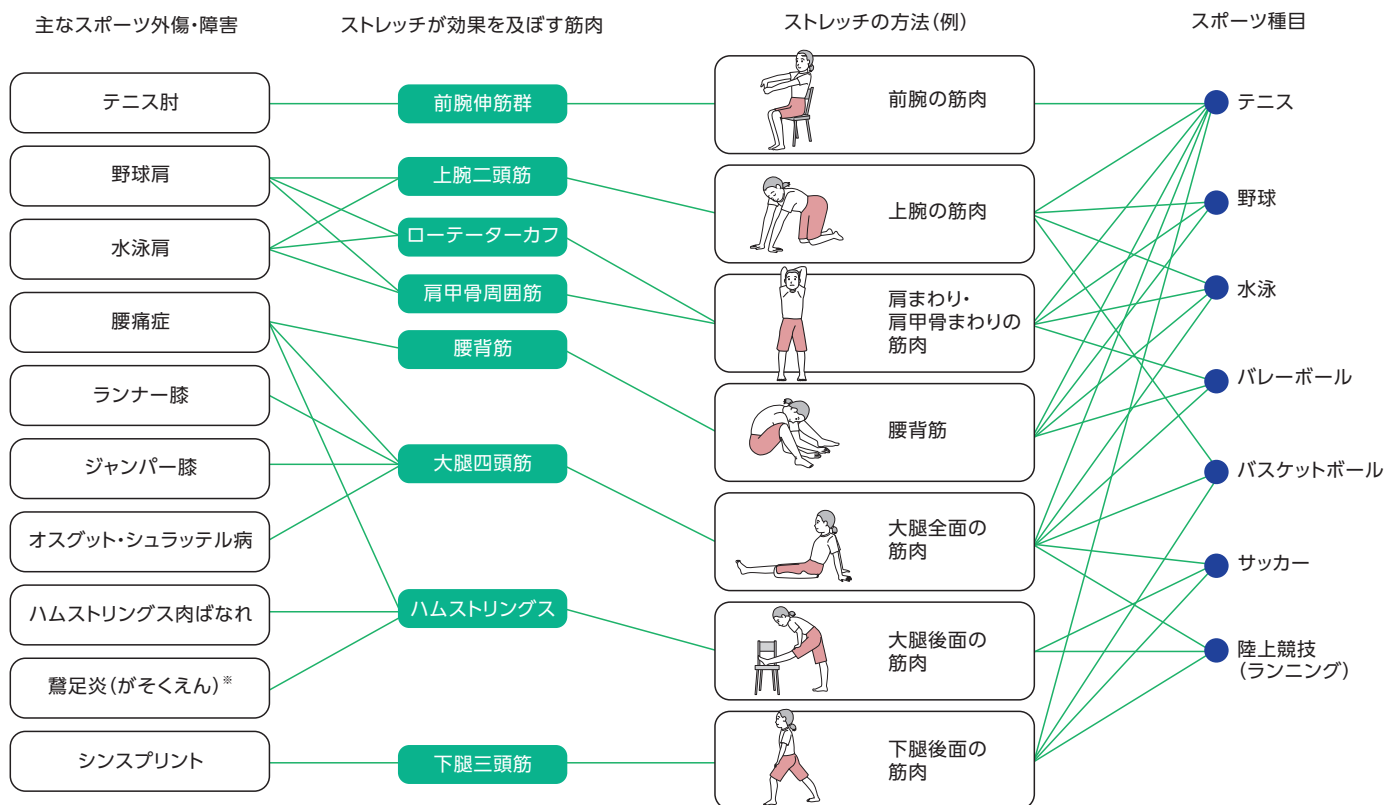 主なスポーツ外傷・障害
ストレッチが効果を及ぼす筋肉
ストレッチの方法(例)
スポーツ種目
テニス肘
野球肩
水泳肩
腰痛症
ランナー膝
ジャンパー膝
オスグット・シュラッテル病
ハムストリングス肉ばなれ
鵞足炎(がそくえん)※
シンスプリント
前腕伸筋群
上腕二頭筋
ローテーターカフ
肩甲骨周囲筋
腰背筋
大腿四頭筋
ハムストリングス
下腿三頭筋
前腕の筋肉
上腕の筋肉
肩まわり・
肩甲骨まわりの
筋肉
腰背筋
大腿全面の
筋肉
大腿後面の
筋肉
下腿後面の
筋肉
テニス
野球
水泳
バレーボール
バスケットボール
サッカー
陸上競技
(ランニング)